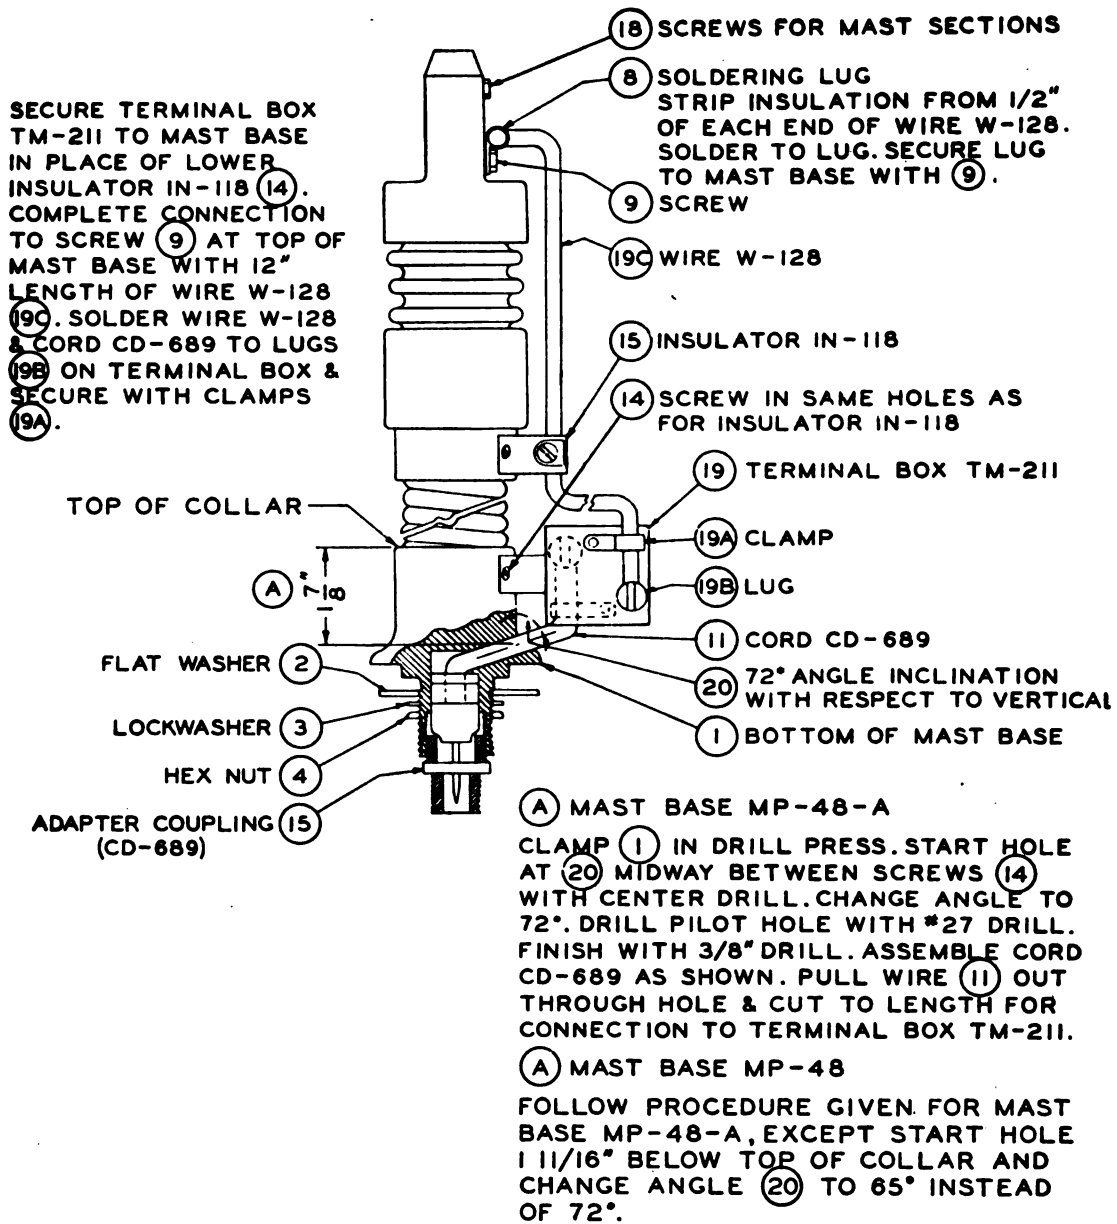 18 SCREWS FOR MAST SECTIONS
8 SOLDERING LUG
STRIP INSULATION FROM 1/2"
OF EACH END OF WIRE W-128.
SOLDER TO LUG. SECURE LUG
TO MAST BASE WITH 9.
9 SCREW
19C WIRE W-128
SECURE TERMINAL BOX
TM-211 TO MAST BASE
IN PLACE OF LOWER
INSULATOR IN-118 14.
COMPLETE CONNECTION
TO SCREW 9 AT TOP OF
MAST BASE WITH 12"
LENGTH OF WIRE W-128
19C. SOLDER WIRE W-128
& CORD CD-689 TO LUGS
19B ON TERMINAL BOX &
SECURE WITH CLAMPS
19A.
15 INSULATOR IN-118
14 SCREW IN SAME HOLES AS
FOR INSULATOR IN-118
19 TERMINAL BOX TM-211
TOP OF COLLAR
19A CLAMP
A 1 7/8"
19B LUG
11 CORD CD-689
FLAT WASHER 2
20 72° ANGLE INCLINATION
WITH RESPECT TO VERTICAL
LOCKWASHER 3
1 BOTTOM OF MAST BASE
HEX NUT 4
ADAPTER COUPLING 15
(CD-689)
A MAST BASE MP-48-A
CLAMP 1 IN DRILL PRESS. START HOLE
AT 20 MIDWAY BETWEEN SCREWS 14
WITH CENTER DRILL. CHANGE ANGLE TO
72°. DRILL PILOT HOLE WITH #27 DRILL.
FINISH WITH 3/8" DRILL. ASSEMBLE CORD
CD-689 AS SHOWN. PULL WIRE 11 OUT
THROUGH HOLE & CUT TO LENGTH FOR
CONNECTION TO TERMINAL BOX TM-211.
A MAST BASE MP-48
FOLLOW PROCEDURE GIVEN FOR MAST
BASE MP-48-A, EXCEPT START HOLE
1 11/16" BELOW TOP OF COLLAR AND
CHANGE ANGLE 20 TO 65° INSTEAD
OF 72°.